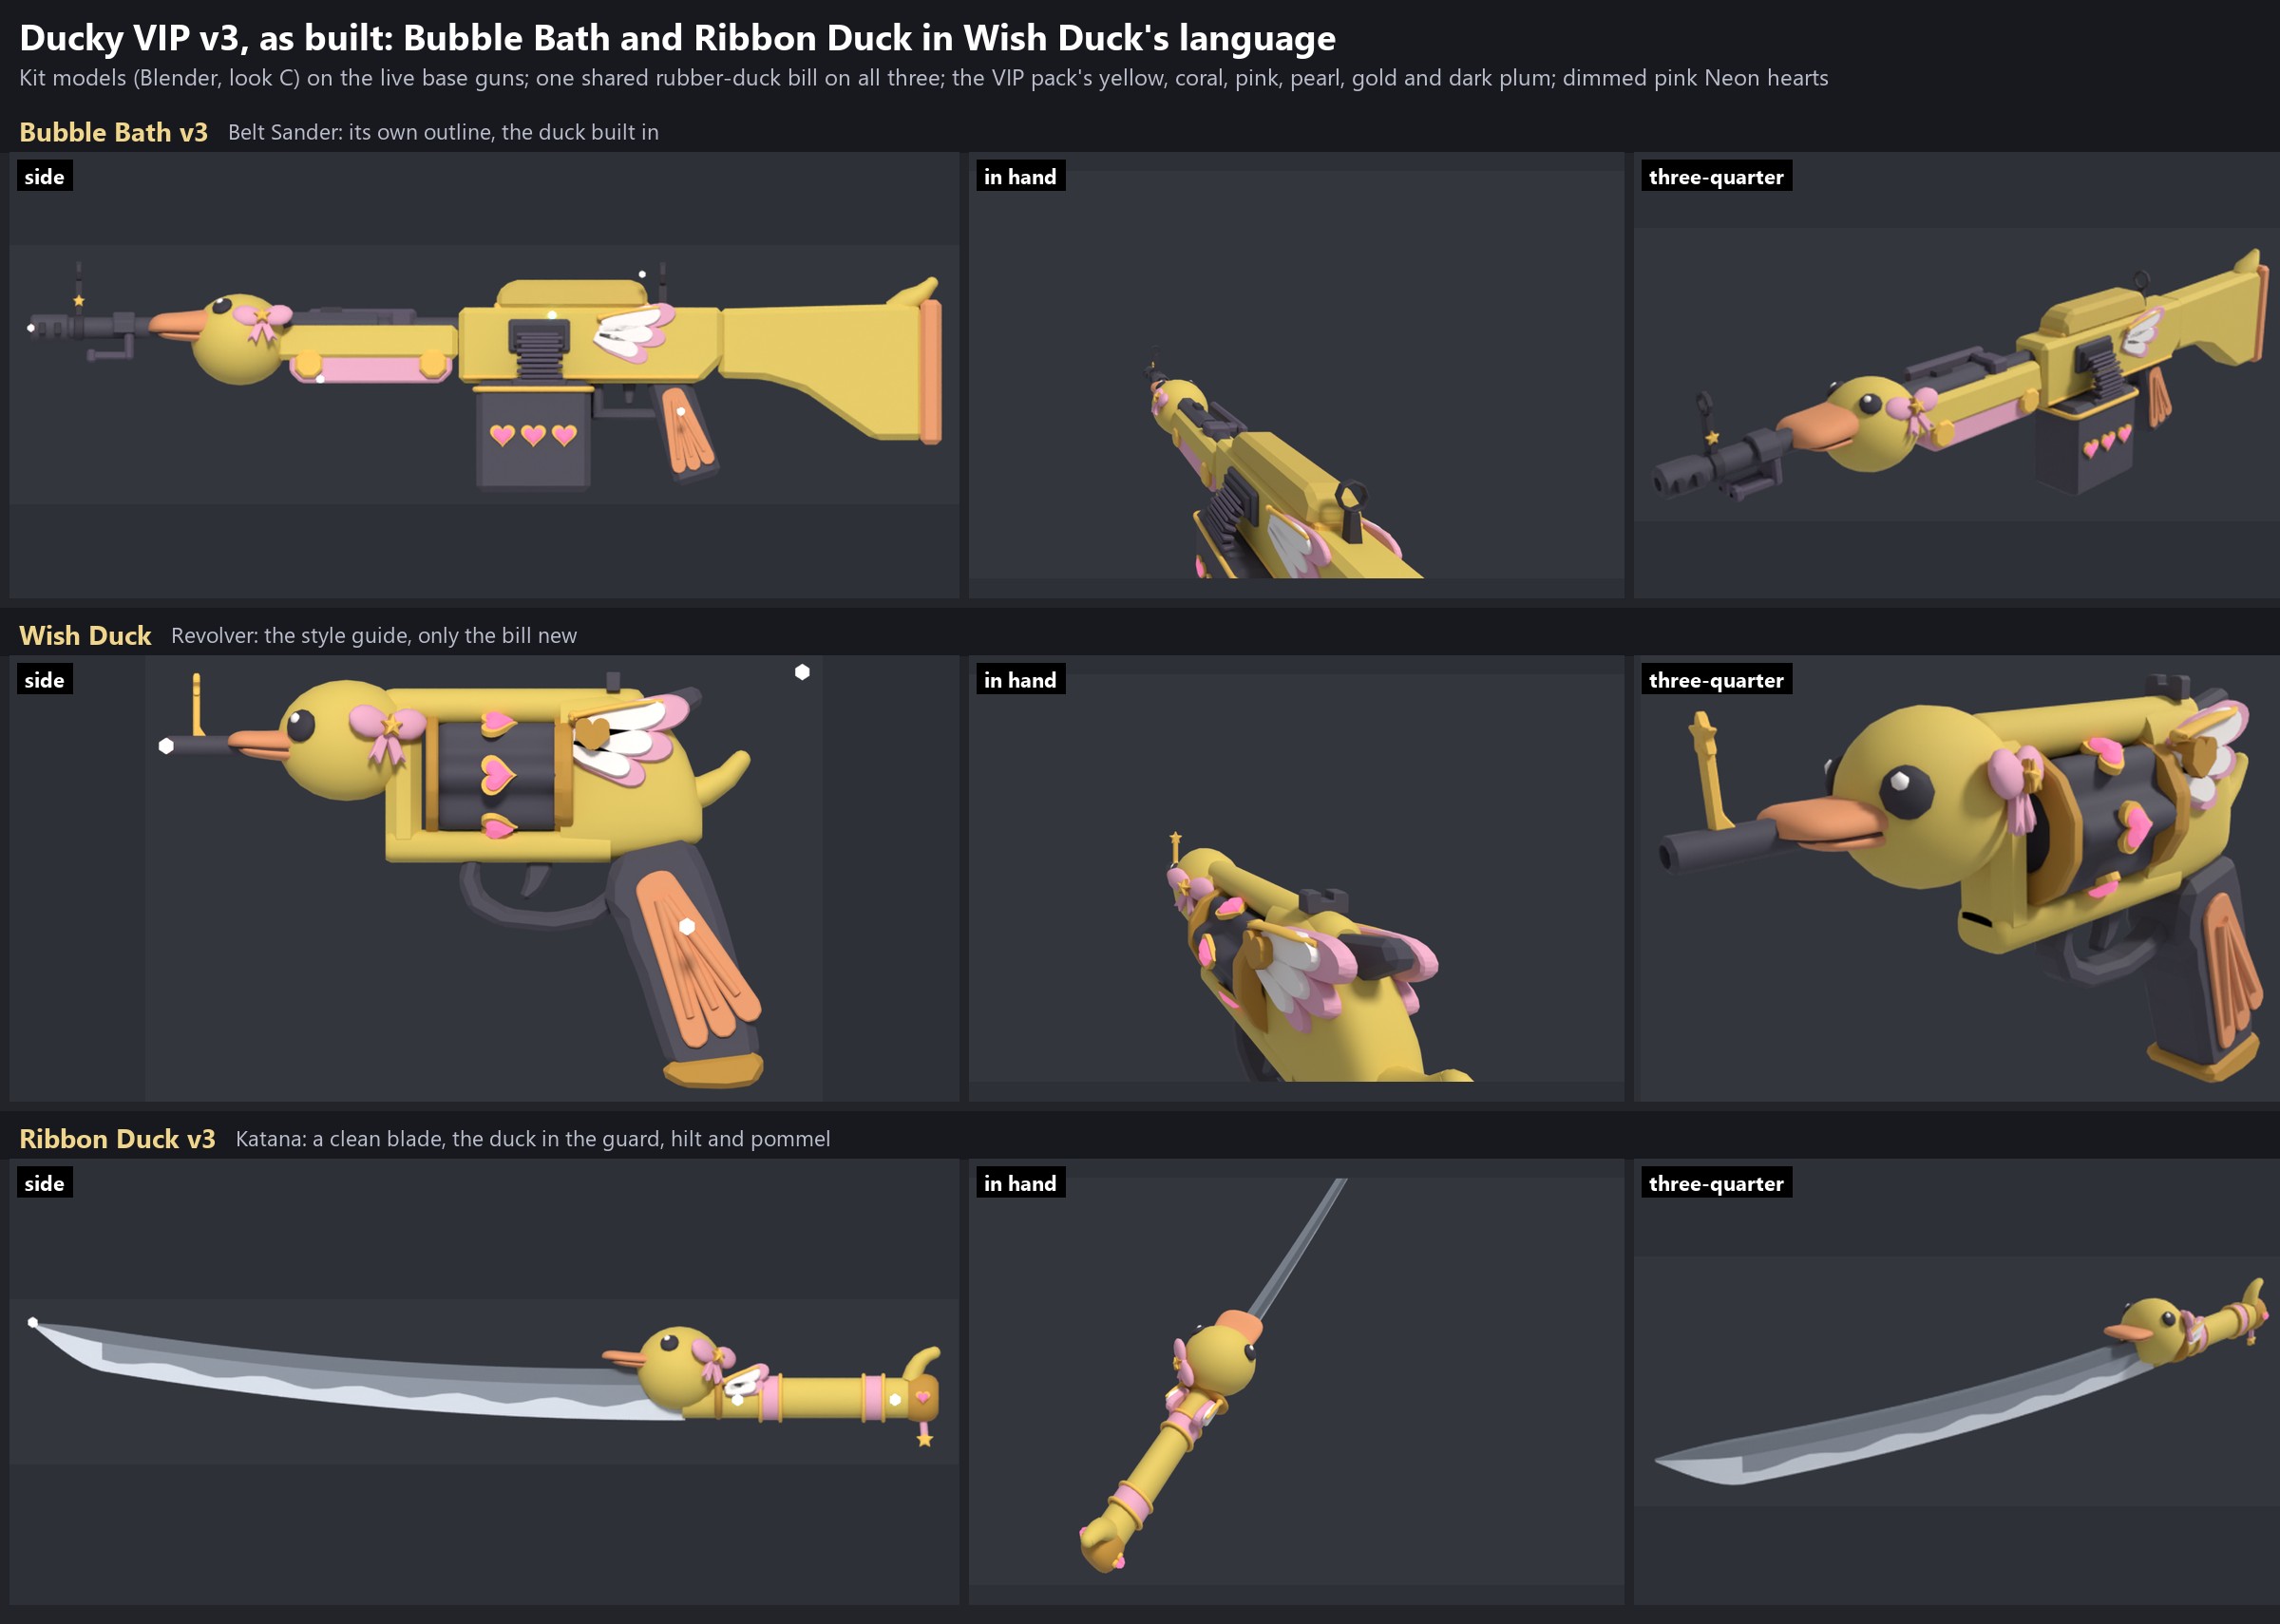 Ducky VIP v3, as built: Bubble Bath and Ribbon Duck in Wish Duck's language
Kit models (Blender, look C) on the live base guns; one shared rubber-duck bill on all three; the VIP pack's yellow, coral, pink, pearl, gold and dark plum; dimmed pink Neon hearts
Bubble Bath v3 Belt Sander: its own outline, the duck built in
side
in hand
three-quarter
Wish Duck Revolver: the style guide, only the bill new
side
in hand
three-quarter
Ribbon Duck v3 Katana: a clean blade, the duck in the guard, hilt and pommel
side
in hand
three-quarter